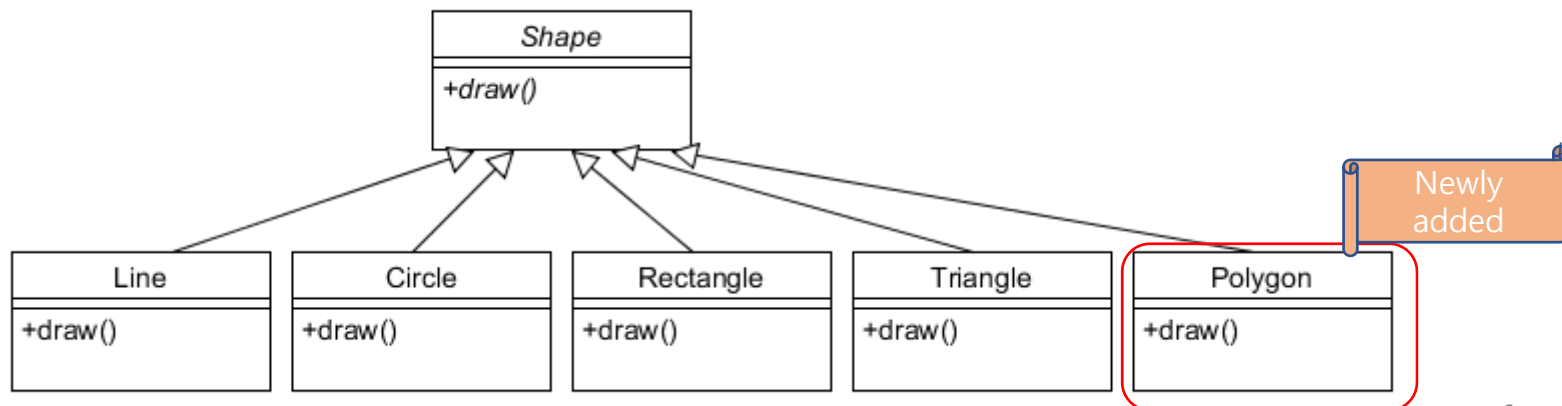 Shape
+draw()
Newly
added
Line
Circle
Rectangle
Triangle
Polygon
+draw()
+draw()
+draw()
+draw()
+draw()